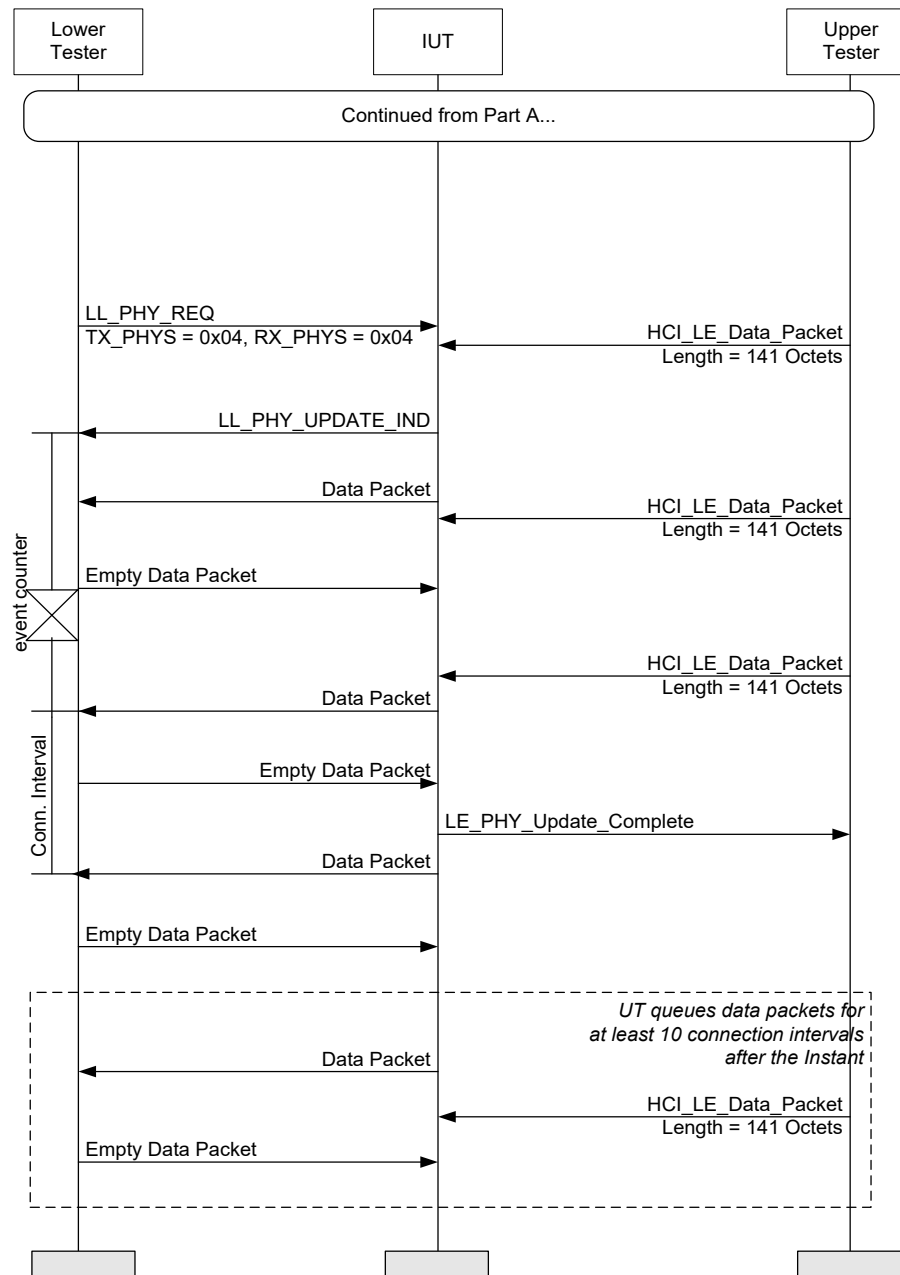 Lower
Tester
IUT
Upper
Tester
Continued from Part A...
LL_PHY_REQ
TX_PHYS = 0x04, RX_PHYS = 0x04
HCI_LE_Data_Packet
Length = 141 Octets
LL_PHY_UPDATE_IND
Data Packet
HCI_LE_Data_Packet
Length = 141 Octets
event counter
Empty Data Packet
HCI_LE_Data_Packet
Length = 141 Octets
Data Packet
Conn. Interval
Empty Data Packet
LE_PHY_Update_Complete
Data Packet
Empty Data Packet
UT queues data packets for
at least 10 connection intervals
after the Instant
Data Packet
HCI_LE_Data_Packet
Length = 141 Octets
Empty Data Packet